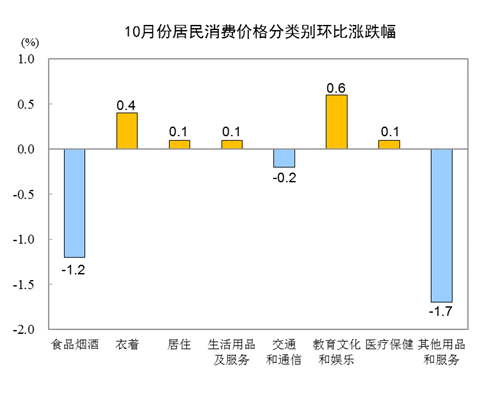 10月份居民消费价格分类别环比涨跌幅
(%)
1.0
0.5
0.0
-0.5
-1.0
-1.5
-2.0
-1.2
0.4
0.1
0.1
-0.2
0.6
0.1
-1.7
食品烟酒
衣着
居住
生活用品
及服务
交通
和通信
教育文化
和娱乐
医疗保健
其他用品
和服务